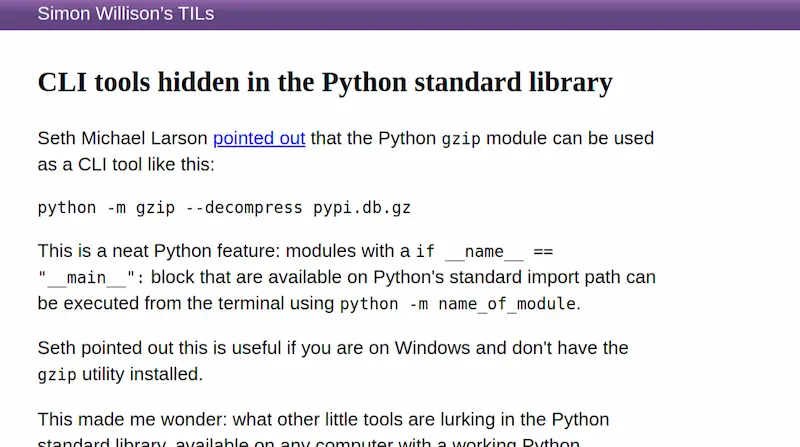 Simon Willison's TILs
CLI tools hidden in the Python standard library
Seth Michael Larson pointed out that the Python gzip module can be used
as a CLI tool like this:
python -m gzip --decompress pypi.db.gz
This is a neat Python feature: modules with a if __name__ ==
"__main__": block that are available on Python's standard import path can
be executed from the terminal using python -m name_of_module.
Seth pointed out this is useful if you are on Windows and don't have the
gzip utility installed.
This made me wonder: what other little tools are lurking in the Python
standard library, available on any computer with a working Python